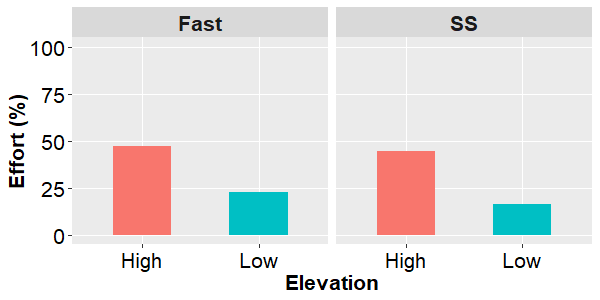 Fast
SS
Effort (%)
100
75
50
25
0
High
Low
High
Low
Elevation